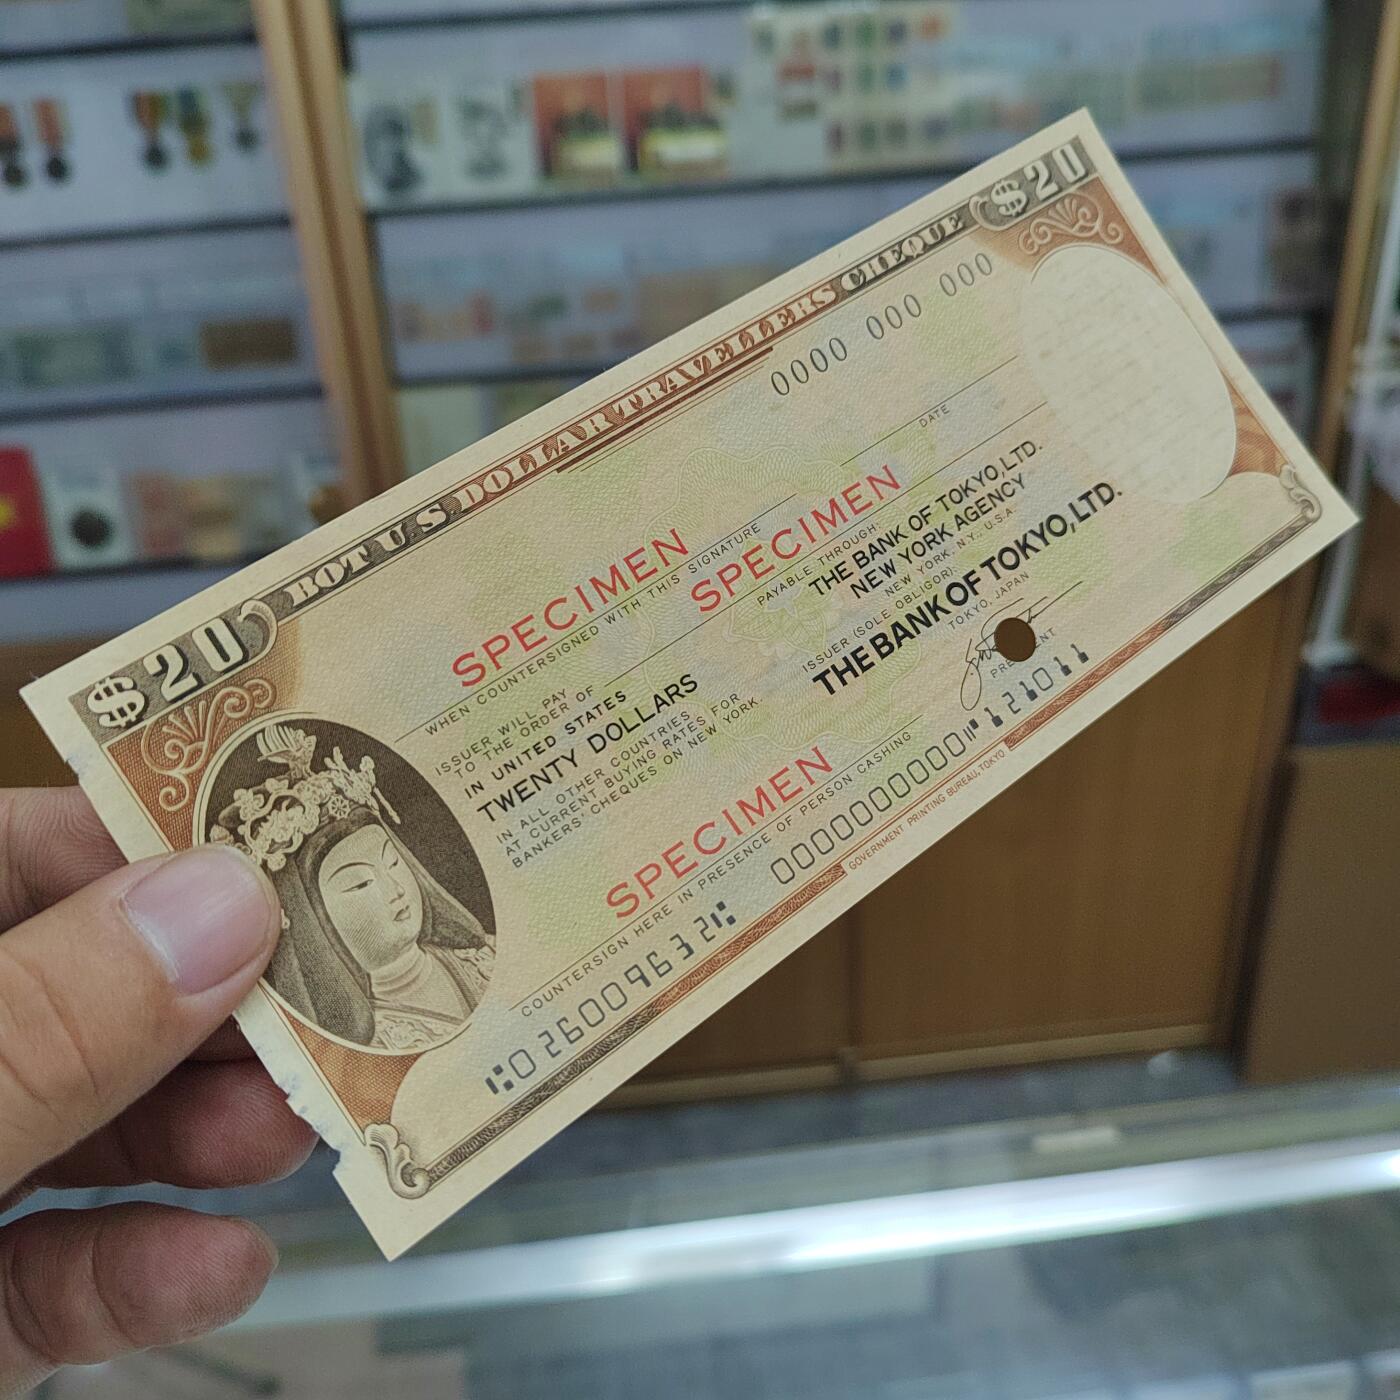 $20 BOT U.S. DOLLAR TRAVELLERS CHEQUE $20
0000 000 000
DATE
SPECIMEN
WHEN COUNTERSIGNED WITH THIS SIGNATURE
SPECIMEN
ISSUER WILL PAY
TO THE ORDER OF
IN UNITED STATES
TWENTY DOLLARS
IN ALL OTHER COUNTRIES
AT CURRENT BUYING RATES FOR
BANKERS' CHEQUES ON NEW YORK
PAYABLE THROUGH:
THE BANK OF TOKYO, LTD.
NEW YORK AGENCY
NEW YORK, N.Y., U.S.A.
ISSUER (SOLE OBLIGOR):
THE BANK OF TOKYO, LTD.
TOKYO, JAPAN
PRESIDENT
SPECIMEN
COUNTERSIGN HERE IN PRESENCE OF PERSON CASHING
⑆026009632⑆ 0000000000⑈121011
GOVERNMENT PRINTING BUREAU, TOKYO